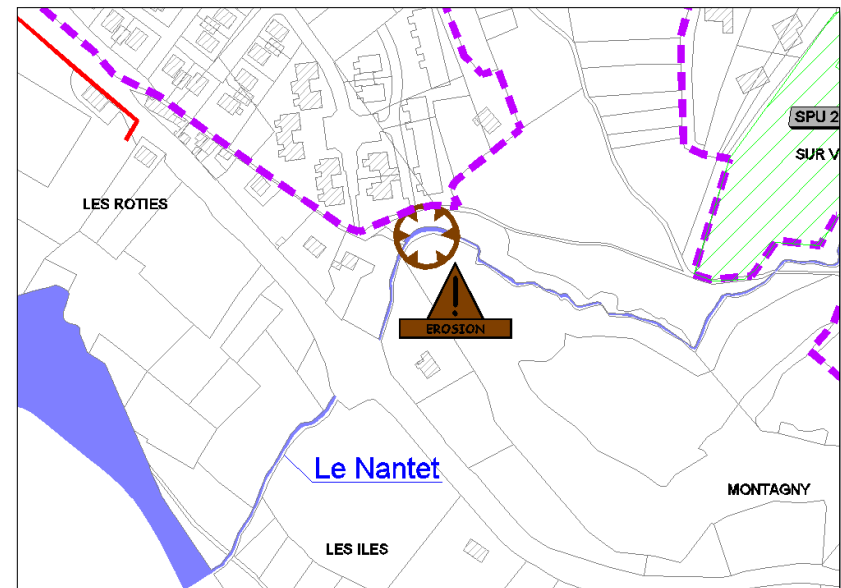 SPU 2
SUR V
LES ROTIES
!
EROSION
Le Nantet
MONTAGNY
LES ILES